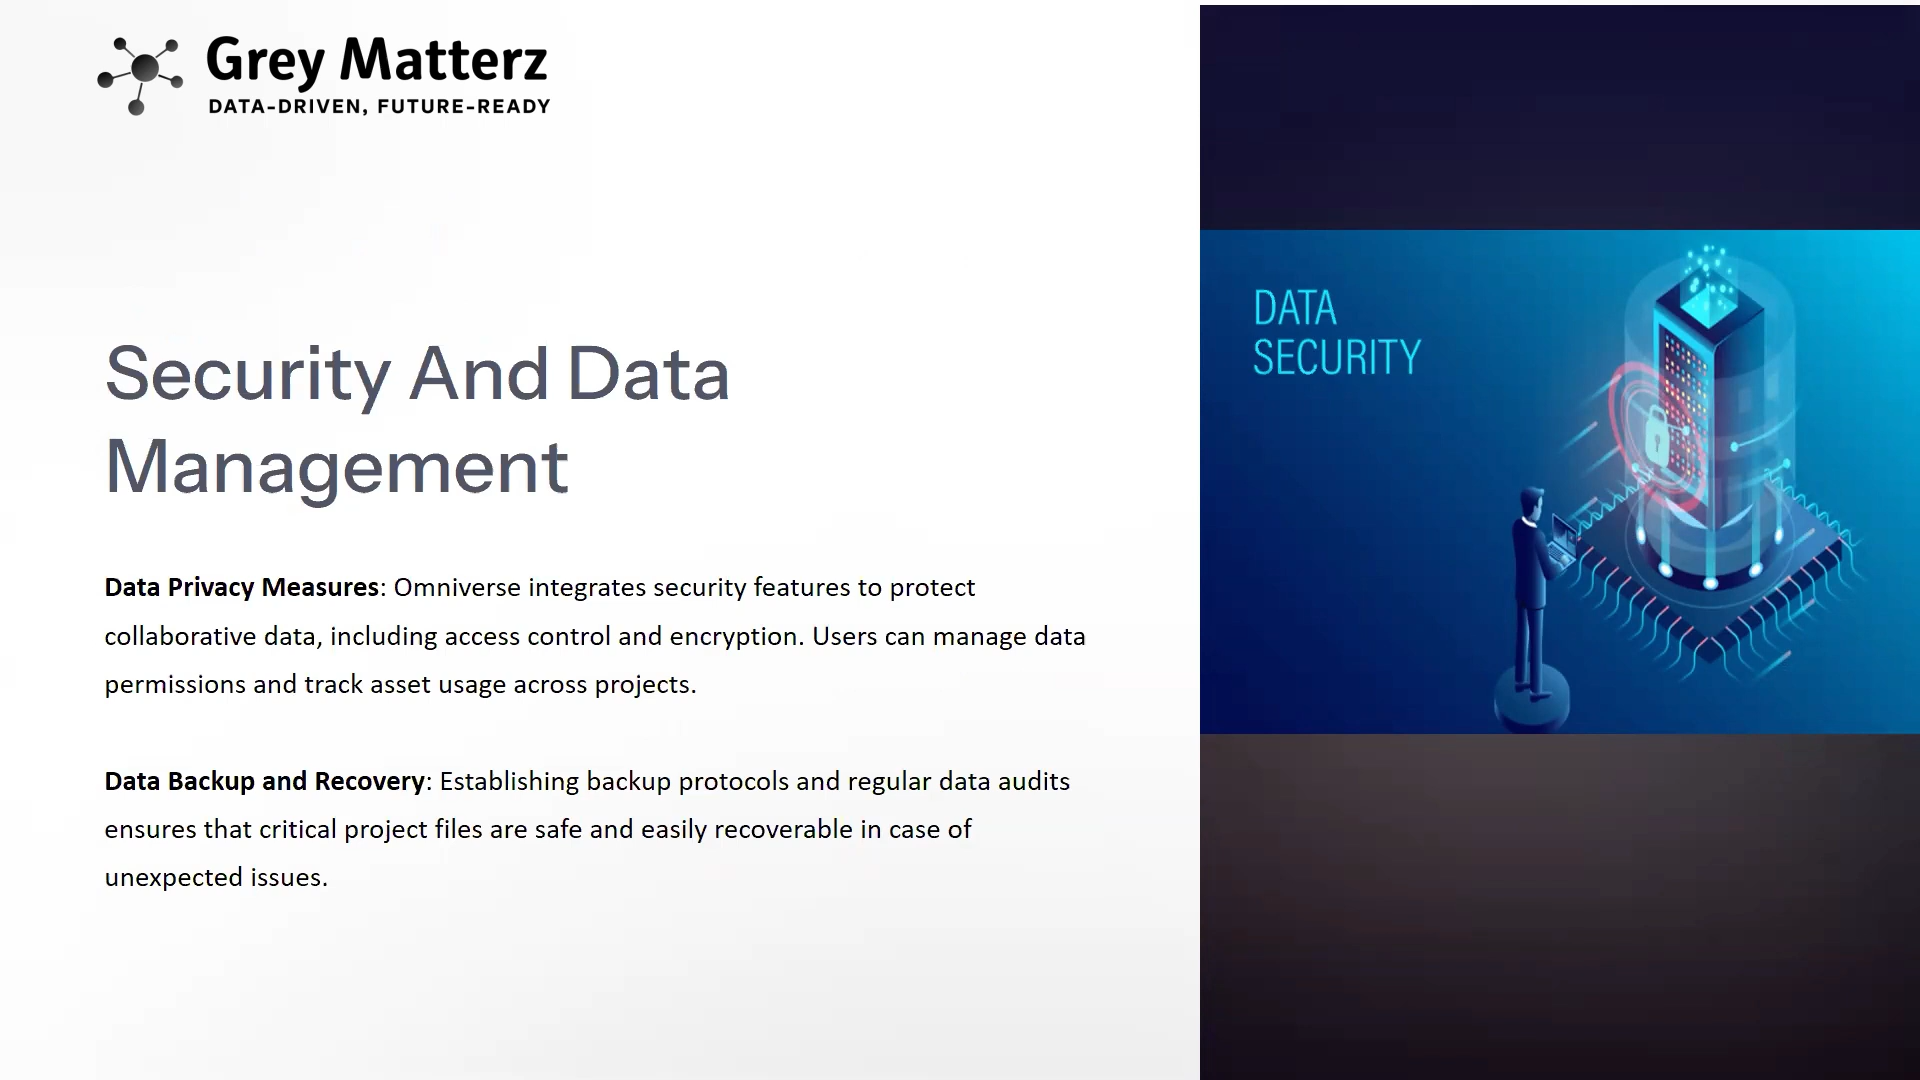 Grey Matterz
DATA-DRIVEN, FUTURE-READY
Security And Data
Management
Data Privacy Measures: Omniverse integrates security features to protect
collaborative data, including access control and encryption. Users can manage data
permissions and track asset usage across projects.
Data Backup and Recovery: Establishing backup protocols and regular data audits
ensures that critical project files are safe and easily recoverable in case of
unexpected issues.
DATA
SECURITY